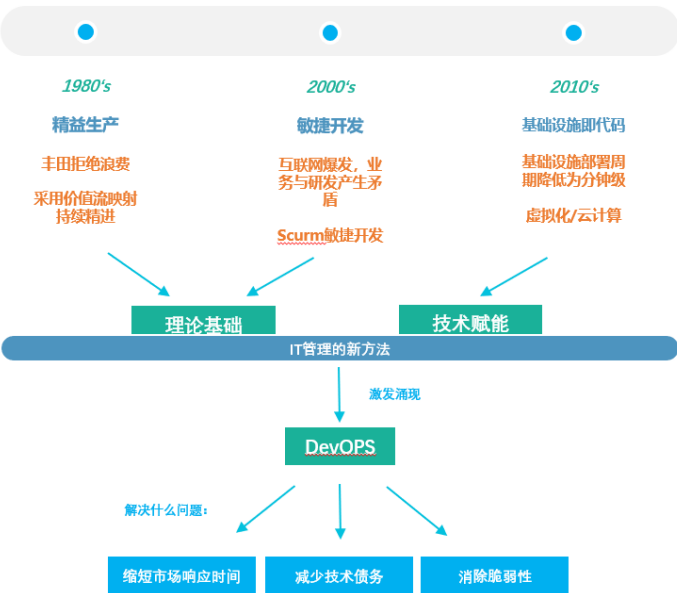 1980's
2000's
2010's
精益生产
敏捷开发
基础设施即代码
丰田拒绝浪费
采用价值流映射
持续精进
互联网爆发，业
务与研发产生矛
盾
Scurm敏捷开发
基础设施部署周
期降低为分钟级
虚拟化/云计算
理论基础
技术赋能
IT管理的新方法
激发涌现
DevOPS
解决什么问题：
缩短市场响应时间
减少技术债务
消除脆弱性